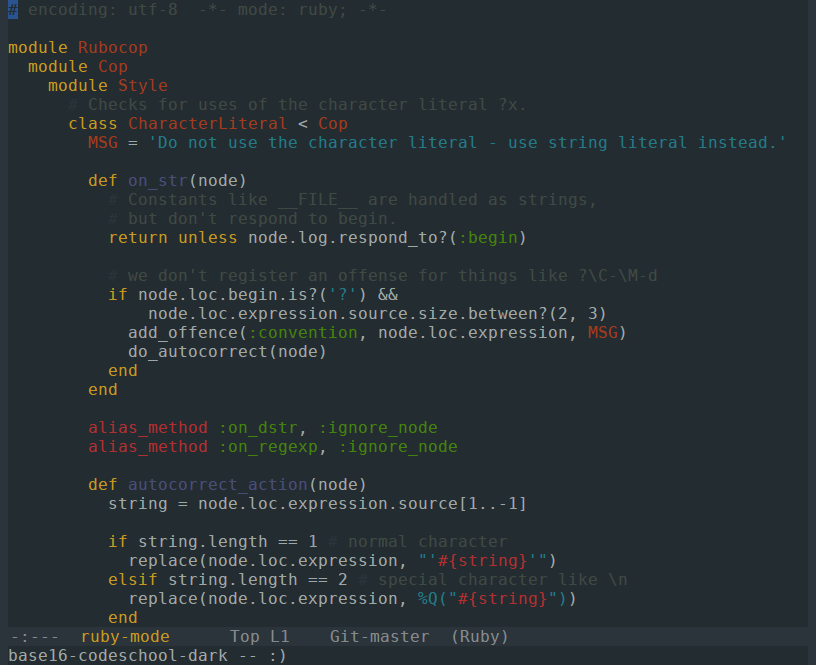 # encoding: utf-8  -*- mode: ruby; -*-

module Rubocop
  module Cop
    module Style
      # Checks for uses of the character literal ?x.
      class CharacterLiteral < Cop
        MSG = 'Do not use the character literal - use string literal instead.'

        def on_str(node)
          # Constants like __FILE__ are handled as strings,
          # but don't respond to begin.
          return unless node.log.respond_to?(:begin)

          # we don't register an offense for things like ?\C-\M-d
          if node.loc.begin.is?('?') &&
              node.loc.expression.source.size.between?(2, 3)
            add_offence(:convention, node.loc.expression, MSG)
            do_autocorrect(node)
          end
        end

        alias_method :on_dstr, :ignore_node
        alias_method :on_regexp, :ignore_node

        def autocorrect_action(node)
          string = node.loc.expression.source[1..-1]

          if string.length == 1 # normal character
            replace(node.loc.expression, "'#{string}'")
          elsif string.length == 2 # special character like \n
            replace(node.loc.expression, %Q("#{string}"))
          end
-:---  ruby-mode      Top L1    Git-master  (Ruby)
base16-codeschool-dark -- :)